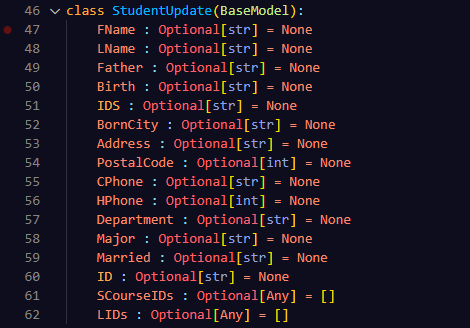 46 class StudentUpdate(BaseModel):
47 FName : Optional[str] = None
48 LName : Optional[str] = None
49 Father : Optional[str] = None
50 Birth : Optional[str] = None
51 IDS : Optional[str] = None
52 BornCity : Optional[str] = None
53 Address : Optional[str] = None
54 PostalCode : Optional[int] = None
55 CPhone : Optional[str] = None
56 HPhone : Optional[int] = None
57 Department : Optional[str] = None
58 Major : Optional[str] = None
59 Married : Optional[str] = None
60 ID : Optional[str] = None
61 SCourseIDs : Optional[Any] = []
62 LIDs : Optional[Any] = []